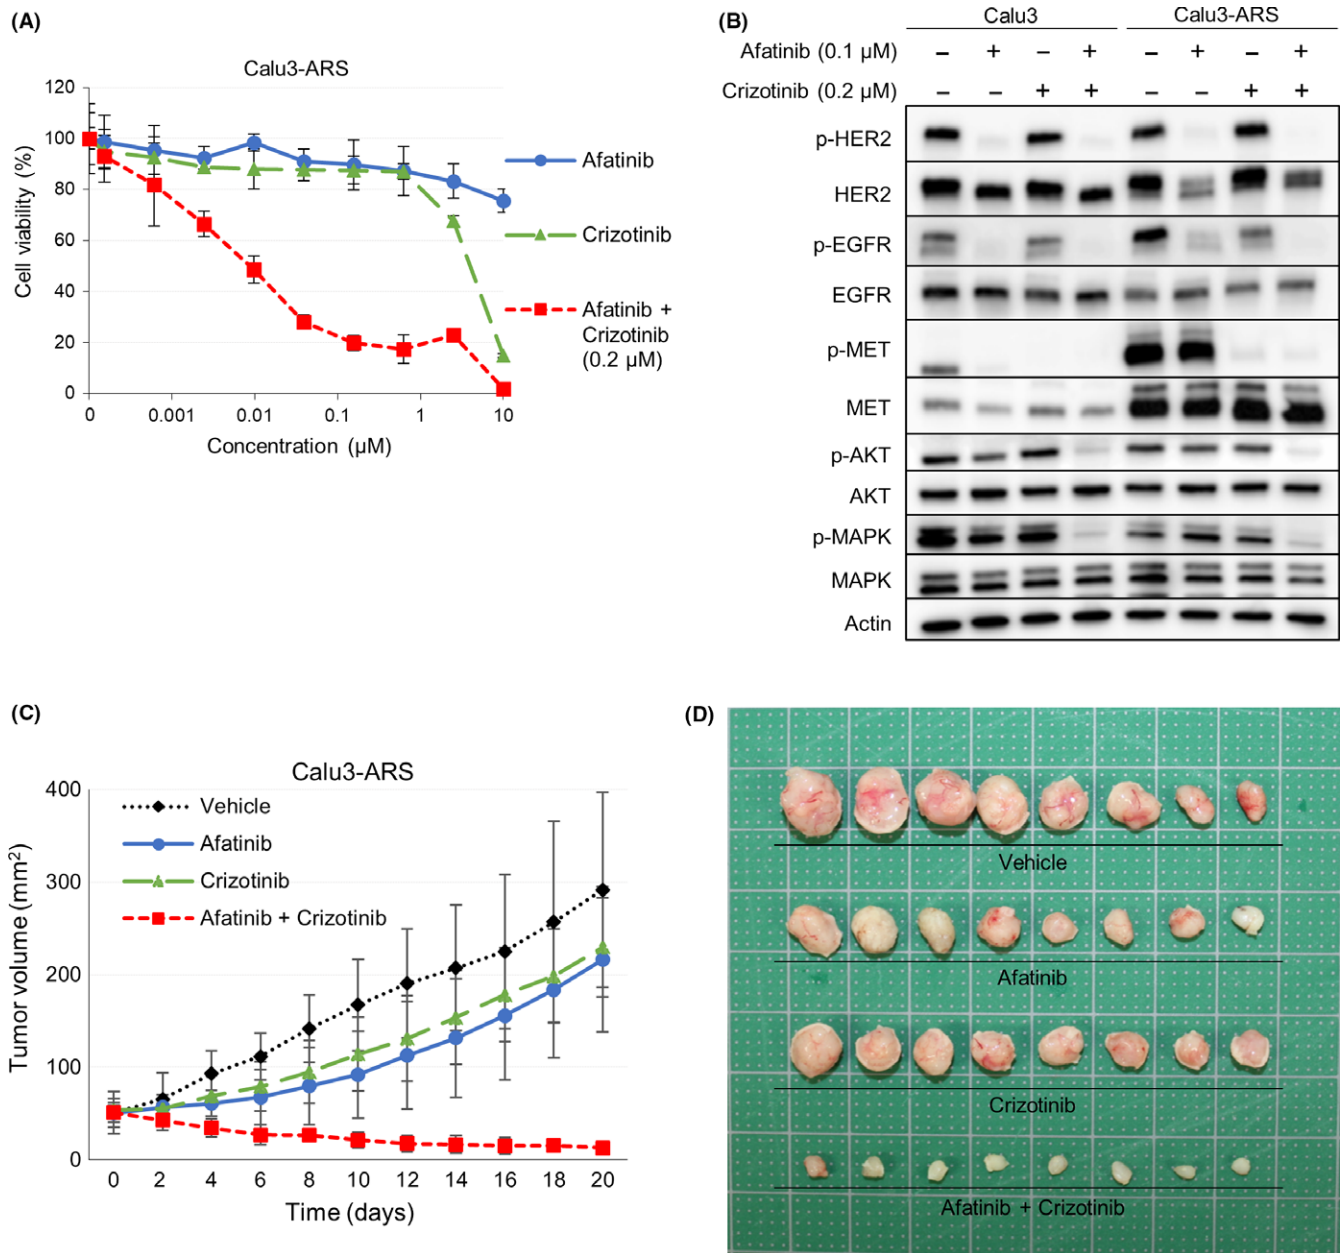 (A)
Calu3-ARS
Cell viability (%)
120
100
80
60
40
20
0
0 0.001 0.01 0.1 1 10
Concentration (µM)
Afatinib
Crizotinib
Afatinib +
Crizotinib
(0.2 µM)
(B)
Calu3 Calu3-ARS
Afatinib (0.1 µM) – + – + – + – +
Crizotinib (0.2 µM) – – + + – – + +
p-HER2
HER2
p-EGFR
EGFR
p-MET
MET
p-AKT
AKT
p-MAPK
MAPK
Actin
(C)
Calu3-ARS
Tumor volume (mm²)
400
300
200
100
0
Vehicle
Afatinib
Crizotinib
Afatinib + Crizotinib
0 2 4 6 8 10 12 14 16 18 20
Time (days)
(D)
Vehicle
Afatinib
Crizotinib
Afatinib + Crizotinib